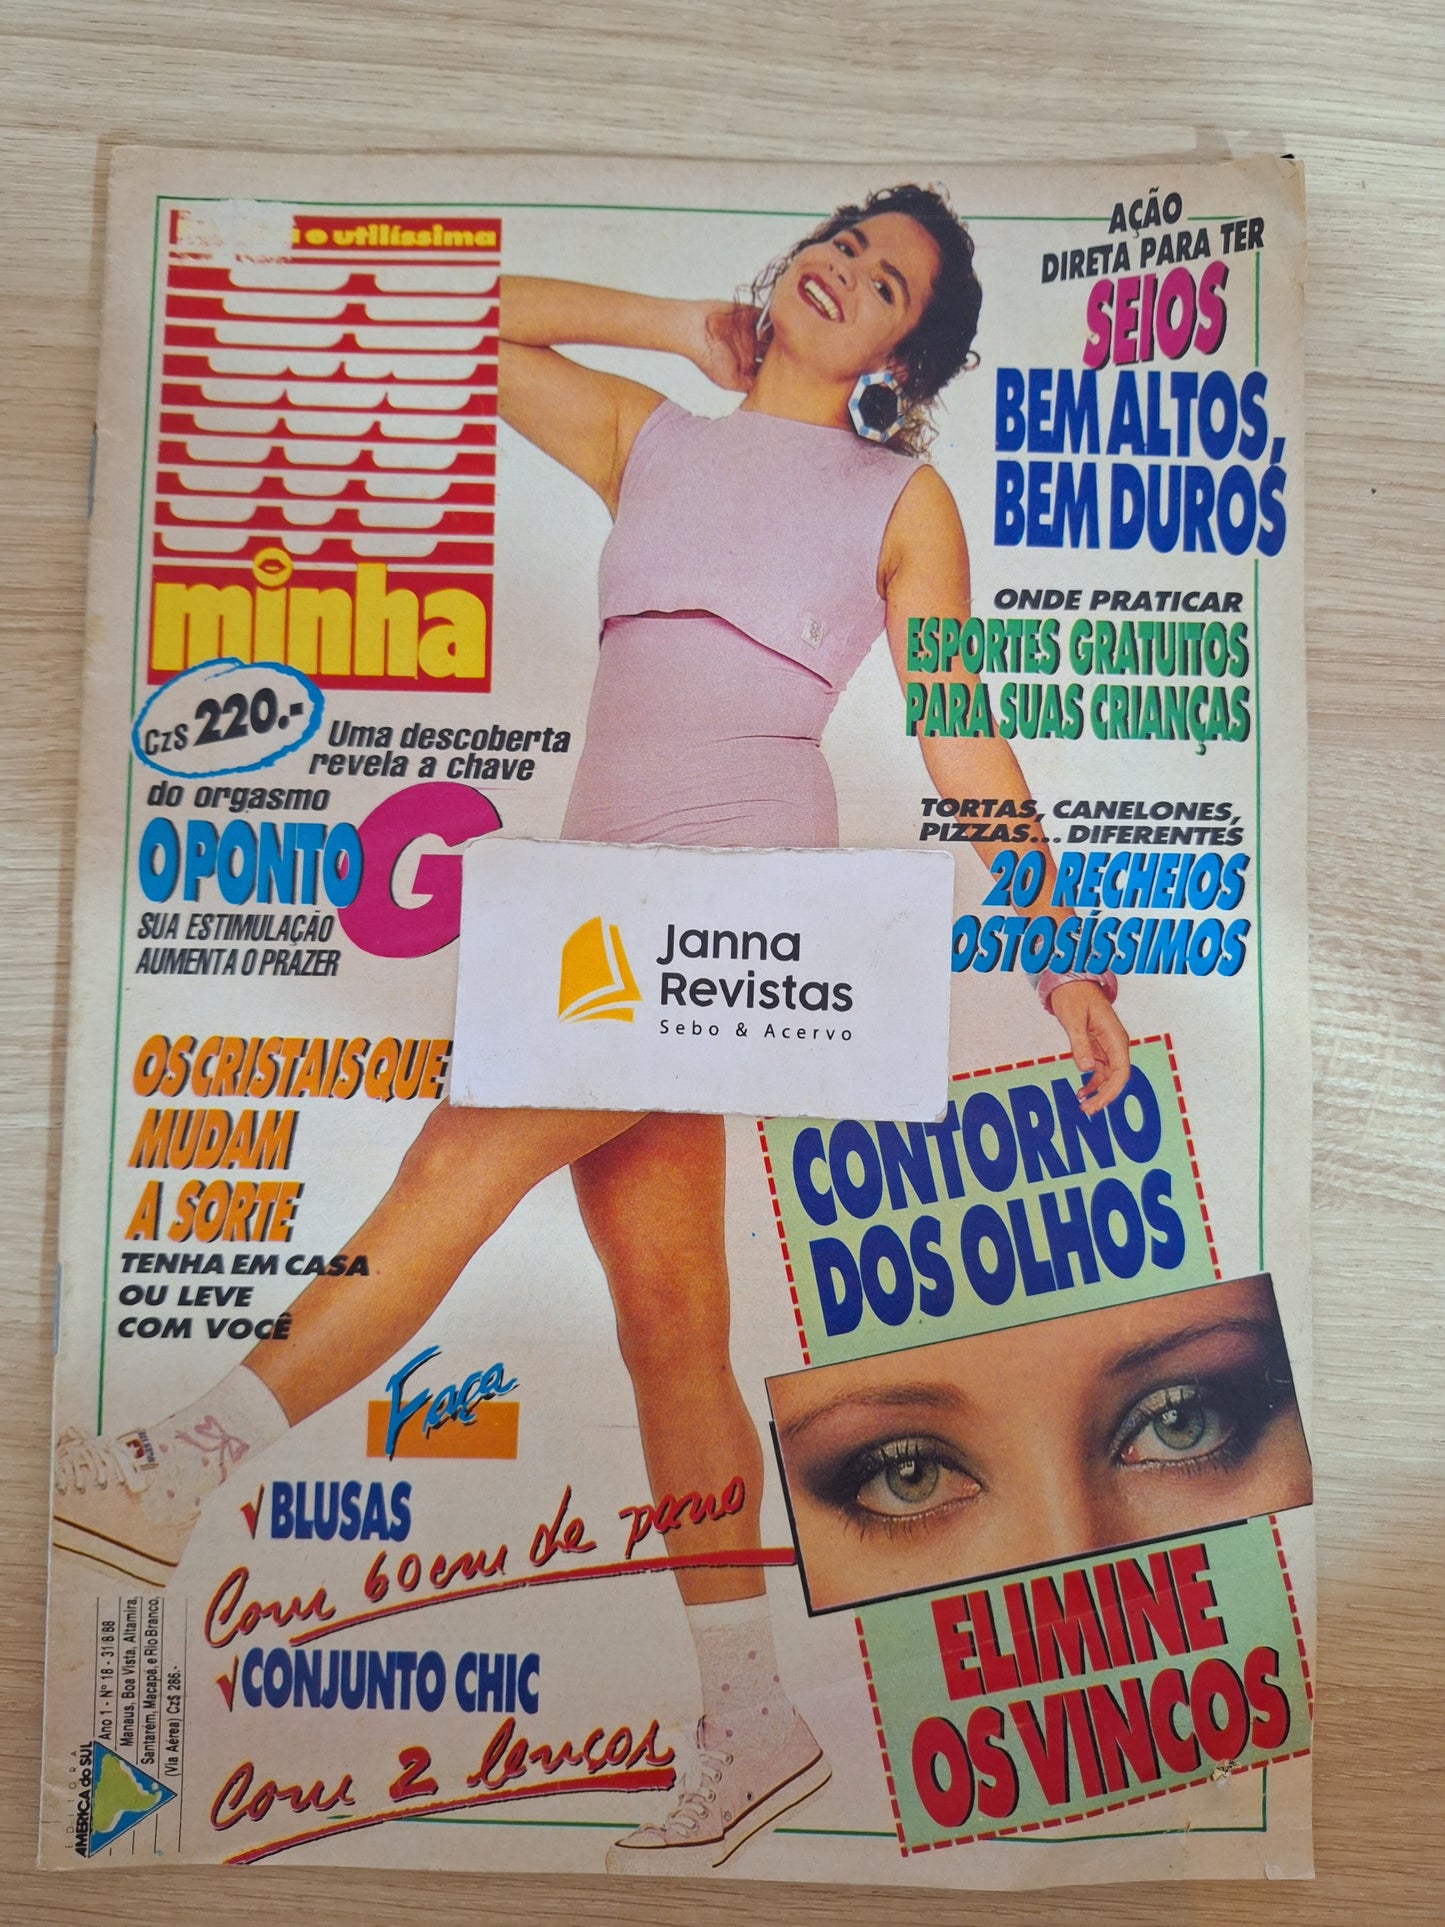 e utilíssima
minha
Cz$ 220.-
Uma descoberta
revela a chave
do orgasmo
O PONTO G
SUA ESTIMULAÇÃO
AUMENTA O PRAZER
OS CRISTAIS QUE
MUDAM
A SORTE
TENHA EM CASA
OU LEVE
COM VOCÊ
Faça
√ BLUSAS
Com 60cm de pano
√ CONJUNTO CHIC
Com 2 lenços
AÇÃO
DIRETA PARA TER
SEIOS
BEM ALTOS,
BEM DUROS
ONDE PRATICAR
ESPORTES GRATUITOS
PARA SUAS CRIANÇAS
TORTAS, CANELONES,
PIZZAS... DIFERENTES
20 RECHEIOS
OSTOSÍSSIMOS
Janna
Revistas
Sebo & Acervo
CONTORNO
DOS OLHOS
ELIMINE
OS VINCOS
EDITORA
AMERICA do SUL
Ano 1 - Nº 18 - 31/8/88
Manaus, Boa Vista, Altamira,
Santarém, Macapá, e Rio Branco,
(Via Aérea) Cz$ 286.-